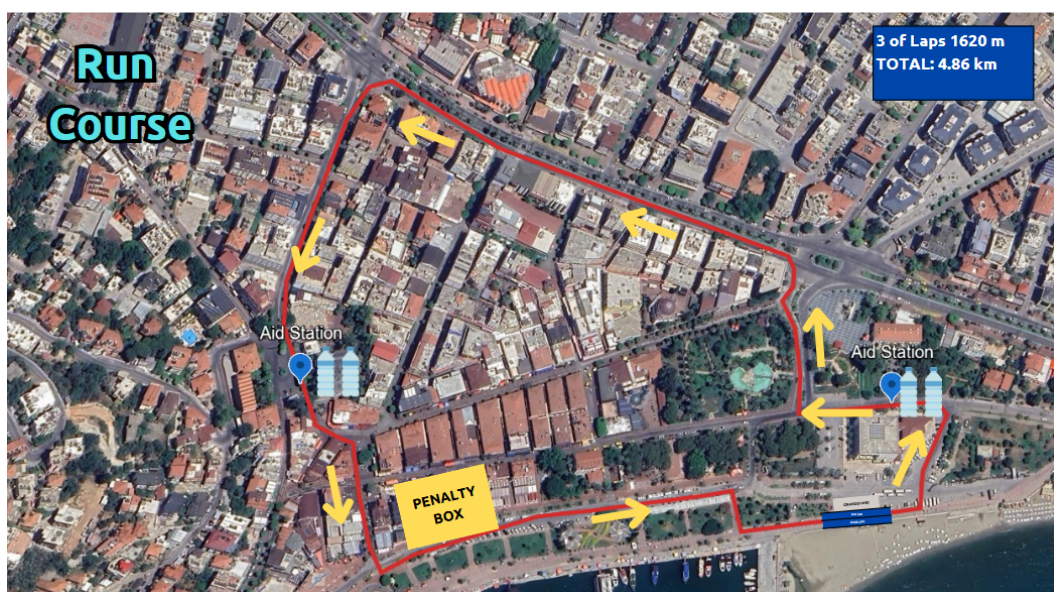 Run
Course
3 of Laps 1620 m
TOTAL: 4.86 km
Aid Station
Aid Station
PENALTY
BOX